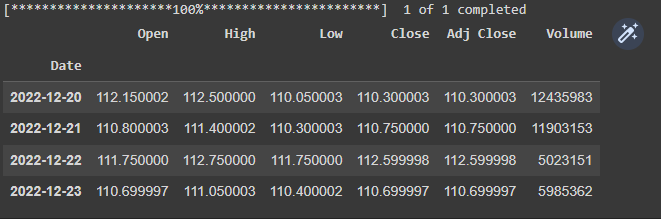 [*********************100%***********************]  1 of 1 completed
Open High Low Close Adj Close Volume
Date
2022-12-20 112.150002 112.500000 110.050003 110.300003 110.300003 12435983
2022-12-21 110.800003 111.400002 110.300003 110.750000 110.750000 11903153
2022-12-22 111.750000 112.750000 111.750000 112.599998 112.599998 5023151
2022-12-23 110.699997 111.050003 110.400002 110.699997 110.699997 5985362